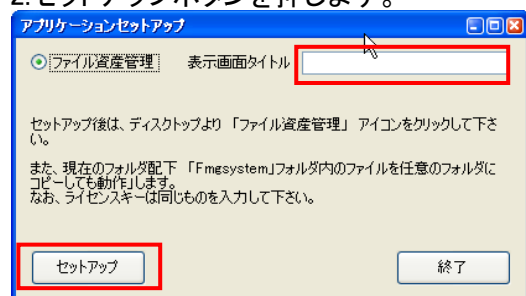 2.セットアップボタンを押します。
アプリケーションセットアップ
ファイル資産管理 表示画面タイトル
セットアップ後は、ディスクトップより 「ファイル資産管理」 アイコンをクリックして下さ
い。
また、現在のフォルダ配下 「Fmgsystem」フォルダ内のファイルを任意のフォルダに
コピーしても動作します。
なお、ライセンスキーは同じものを入力して下さい。
セットアップ 終了